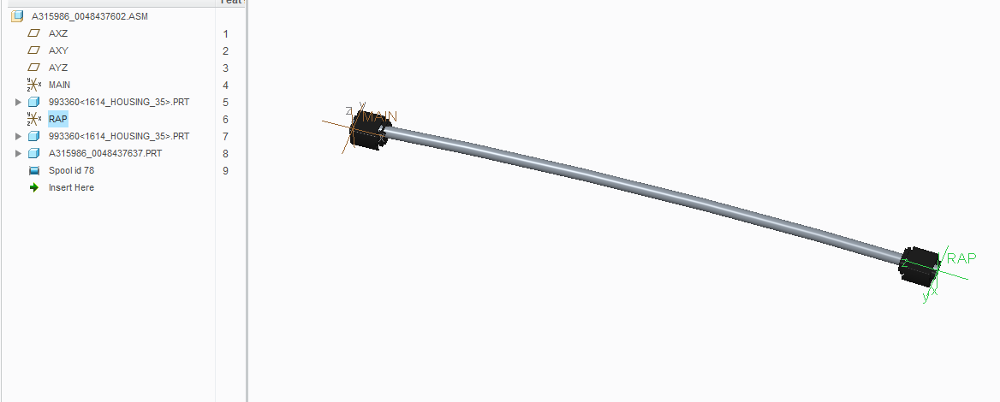 A315986_0048437602.ASM
AXZ 1
AXY 2
AYZ 3
MAIN 4
993360<1614_HOUSING_35>.PRT 5
RAP 6
993360<1614_HOUSING_35>.PRT 7
A315986_0048437637.PRT 8
Spool id 78 9
Insert Here
Z Y MAIN
RAP
Z
y x